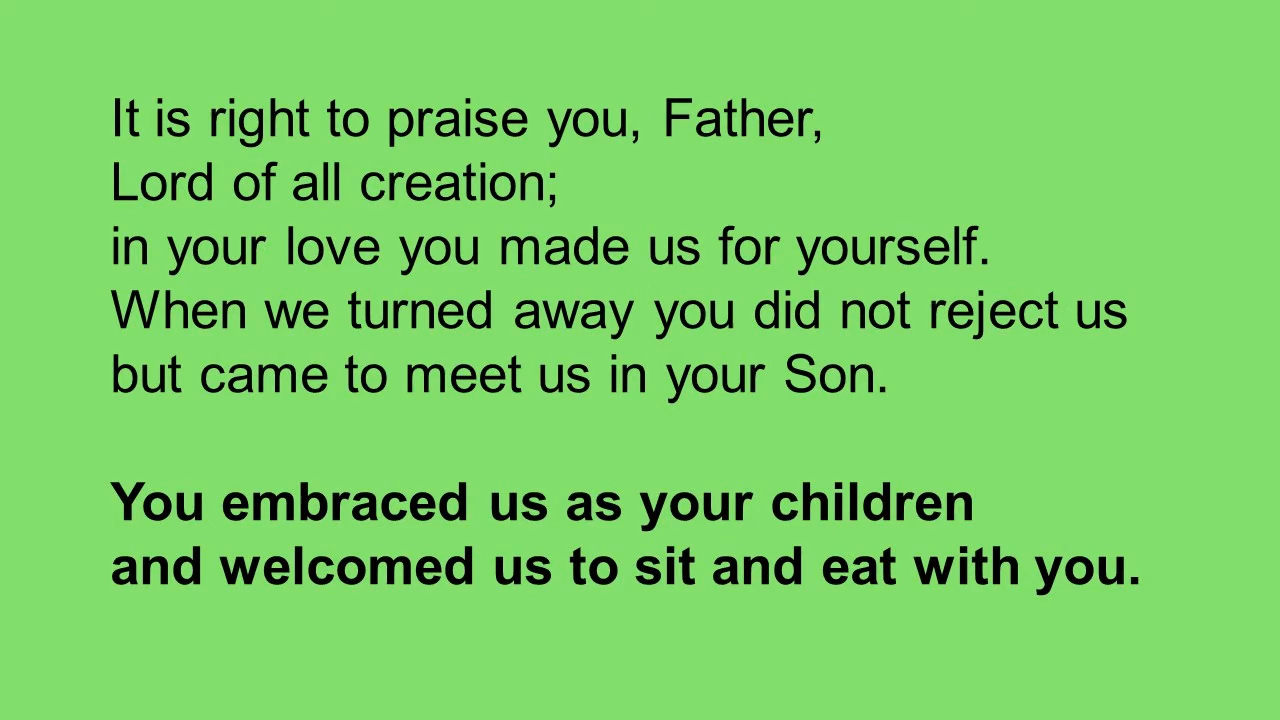 It is right to praise you, Father,
Lord of all creation;
in your love you made us for yourself.
When we turned away you did not reject us
but came to meet us in your Son.
You embraced us as your children
and welcomed us to sit and eat with you.